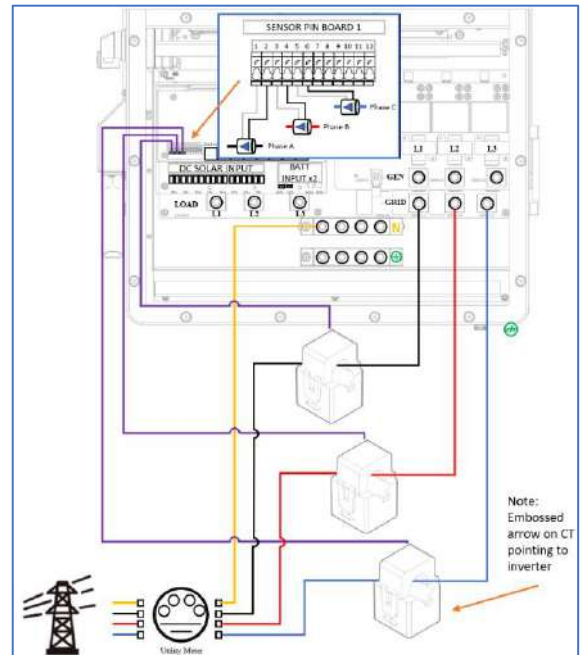 SENSOR PIN BOARD 1
1 2 3 4 5 6 7 8 9 10 11 12
Phase C
Phase B
Phase A
DC SOLAR INPUT
BATT
INPUT x2
L1 L2 L3
GEN
LOAD
L1 L2 L3
GRID
N
Note:
Embossed
arrow on CT
pointing to
inverter
Utility Meter